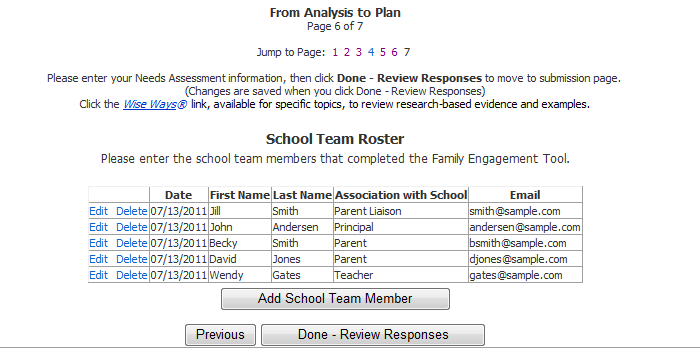 From Analysis to Plan
Page 6 of 7
Jump to Page: 1 2 3 4 5 6 7
Please enter your Needs Assessment information, then click Done - Review Responses to move to submission page.
(Changes are saved when you click Done - Review Responses)
Click the Wise Ways® link, available for specific topics, to review research-based evidence and examples.
School Team Roster
Please enter the school team members that completed the Family Engagement Tool.
Date First Name Last Name Association with School Email
Edit Delete 07/13/2011 Jill Smith Parent Liaison smith@sample.com
Edit Delete 07/13/2011 John Andersen Principal andersen@sample.com
Edit Delete 07/13/2011 Becky Smith Parent bsmith@sample.com
Edit Delete 07/13/2011 David Jones Parent djones@sample.com
Edit Delete 07/13/2011 Wendy Gates Teacher gates@sample.com
Add School Team Member
Previous Done - Review Responses